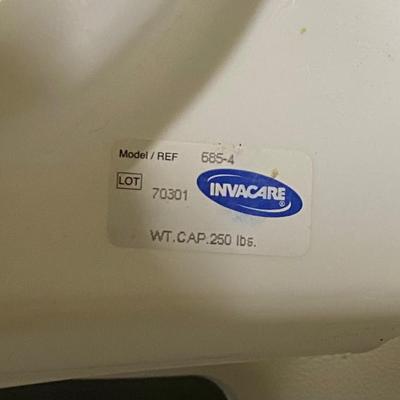 Model / REF 685-4
LOT 70301 INVACARE
WT.CAP.250 lbs.